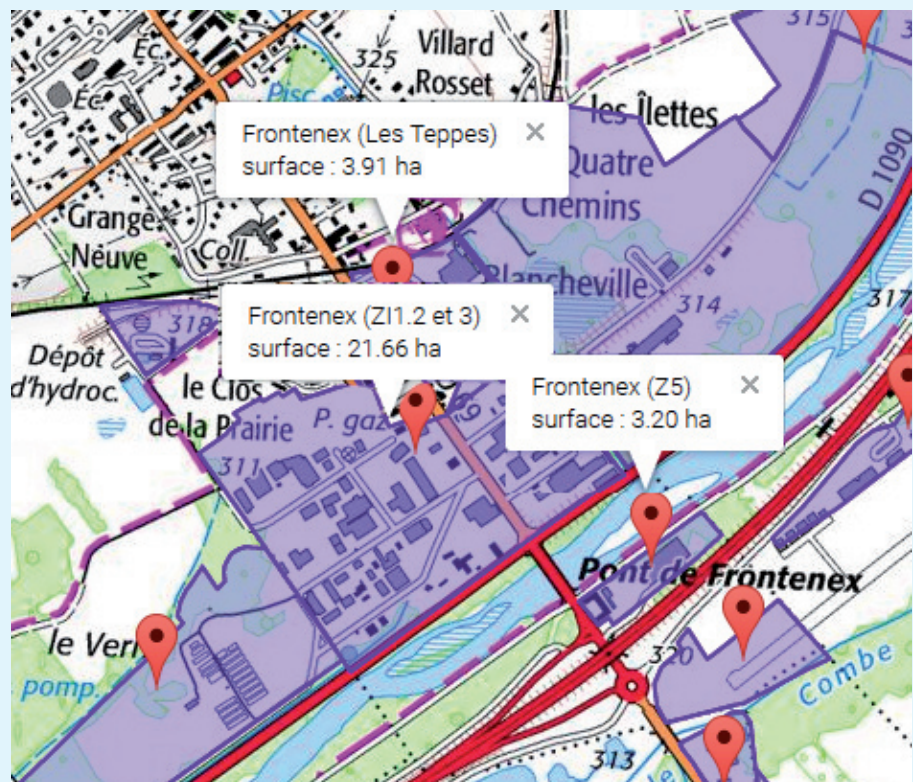 315
Éc.
325
Villard
Rosset
Éc.
Pisc
les Îlettes
Frontenex (Les Teppes)
surface : 3.91 ha
Quatre
Chemins
D 1090
Grange
Neuve
Coll.
Blancheville
314
317
318
Frontenex (ZI1.2 et 3)
surface : 21.66 ha
Dépôt
d'hydroc.
Frontenex (Z5)
surface : 3.20 ha
le Clos
de la Prairie
P. gaz
311
Pont de Frontenex
le Ver
320
pomp.
Combe
313